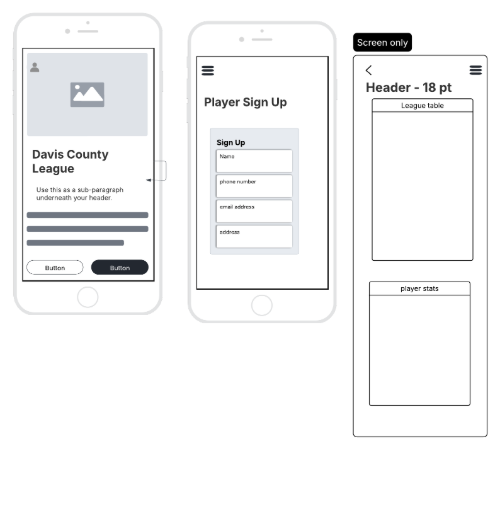 Davis County
League
Use this as a sub-paragraph
underneath your header.
Button
Button
Player Sign Up
Sign Up
Name
phone number
email address
address
Screen only
Header - 18 pt
League table
player stats